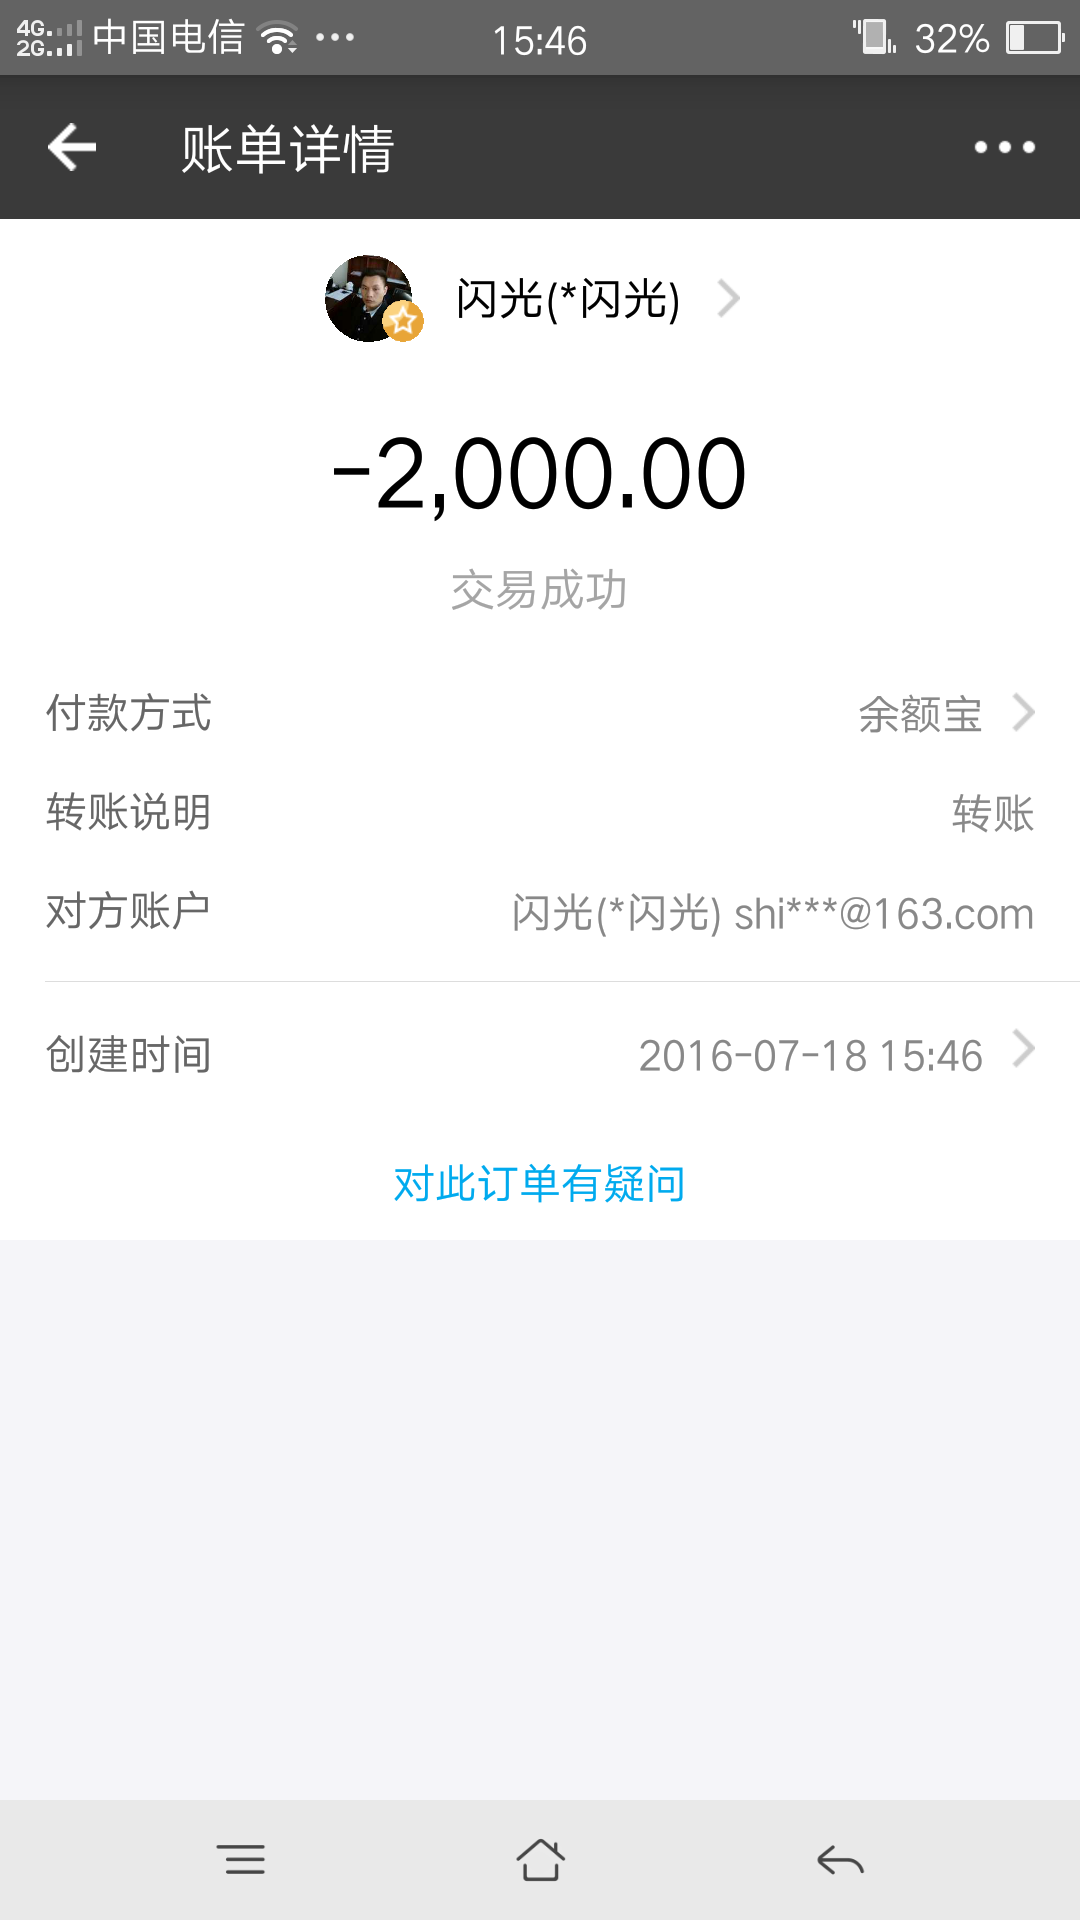 4G 2G 中国电信 ... 15:46 32%
账单详情
闪光(*闪光)
-2,000.00
交易成功
付款方式 余额宝
转账说明 转账
对方账户 闪光(*闪光) shi***@163.com
创建时间 2016-07-18 15:46
对此订单有疑问